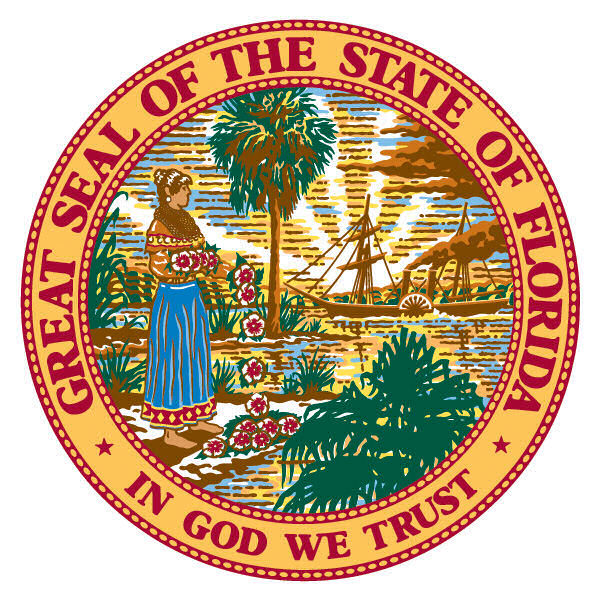 GREAT SEAL OF THE STATE OF FLORIDA
IN GOD WE TRUST